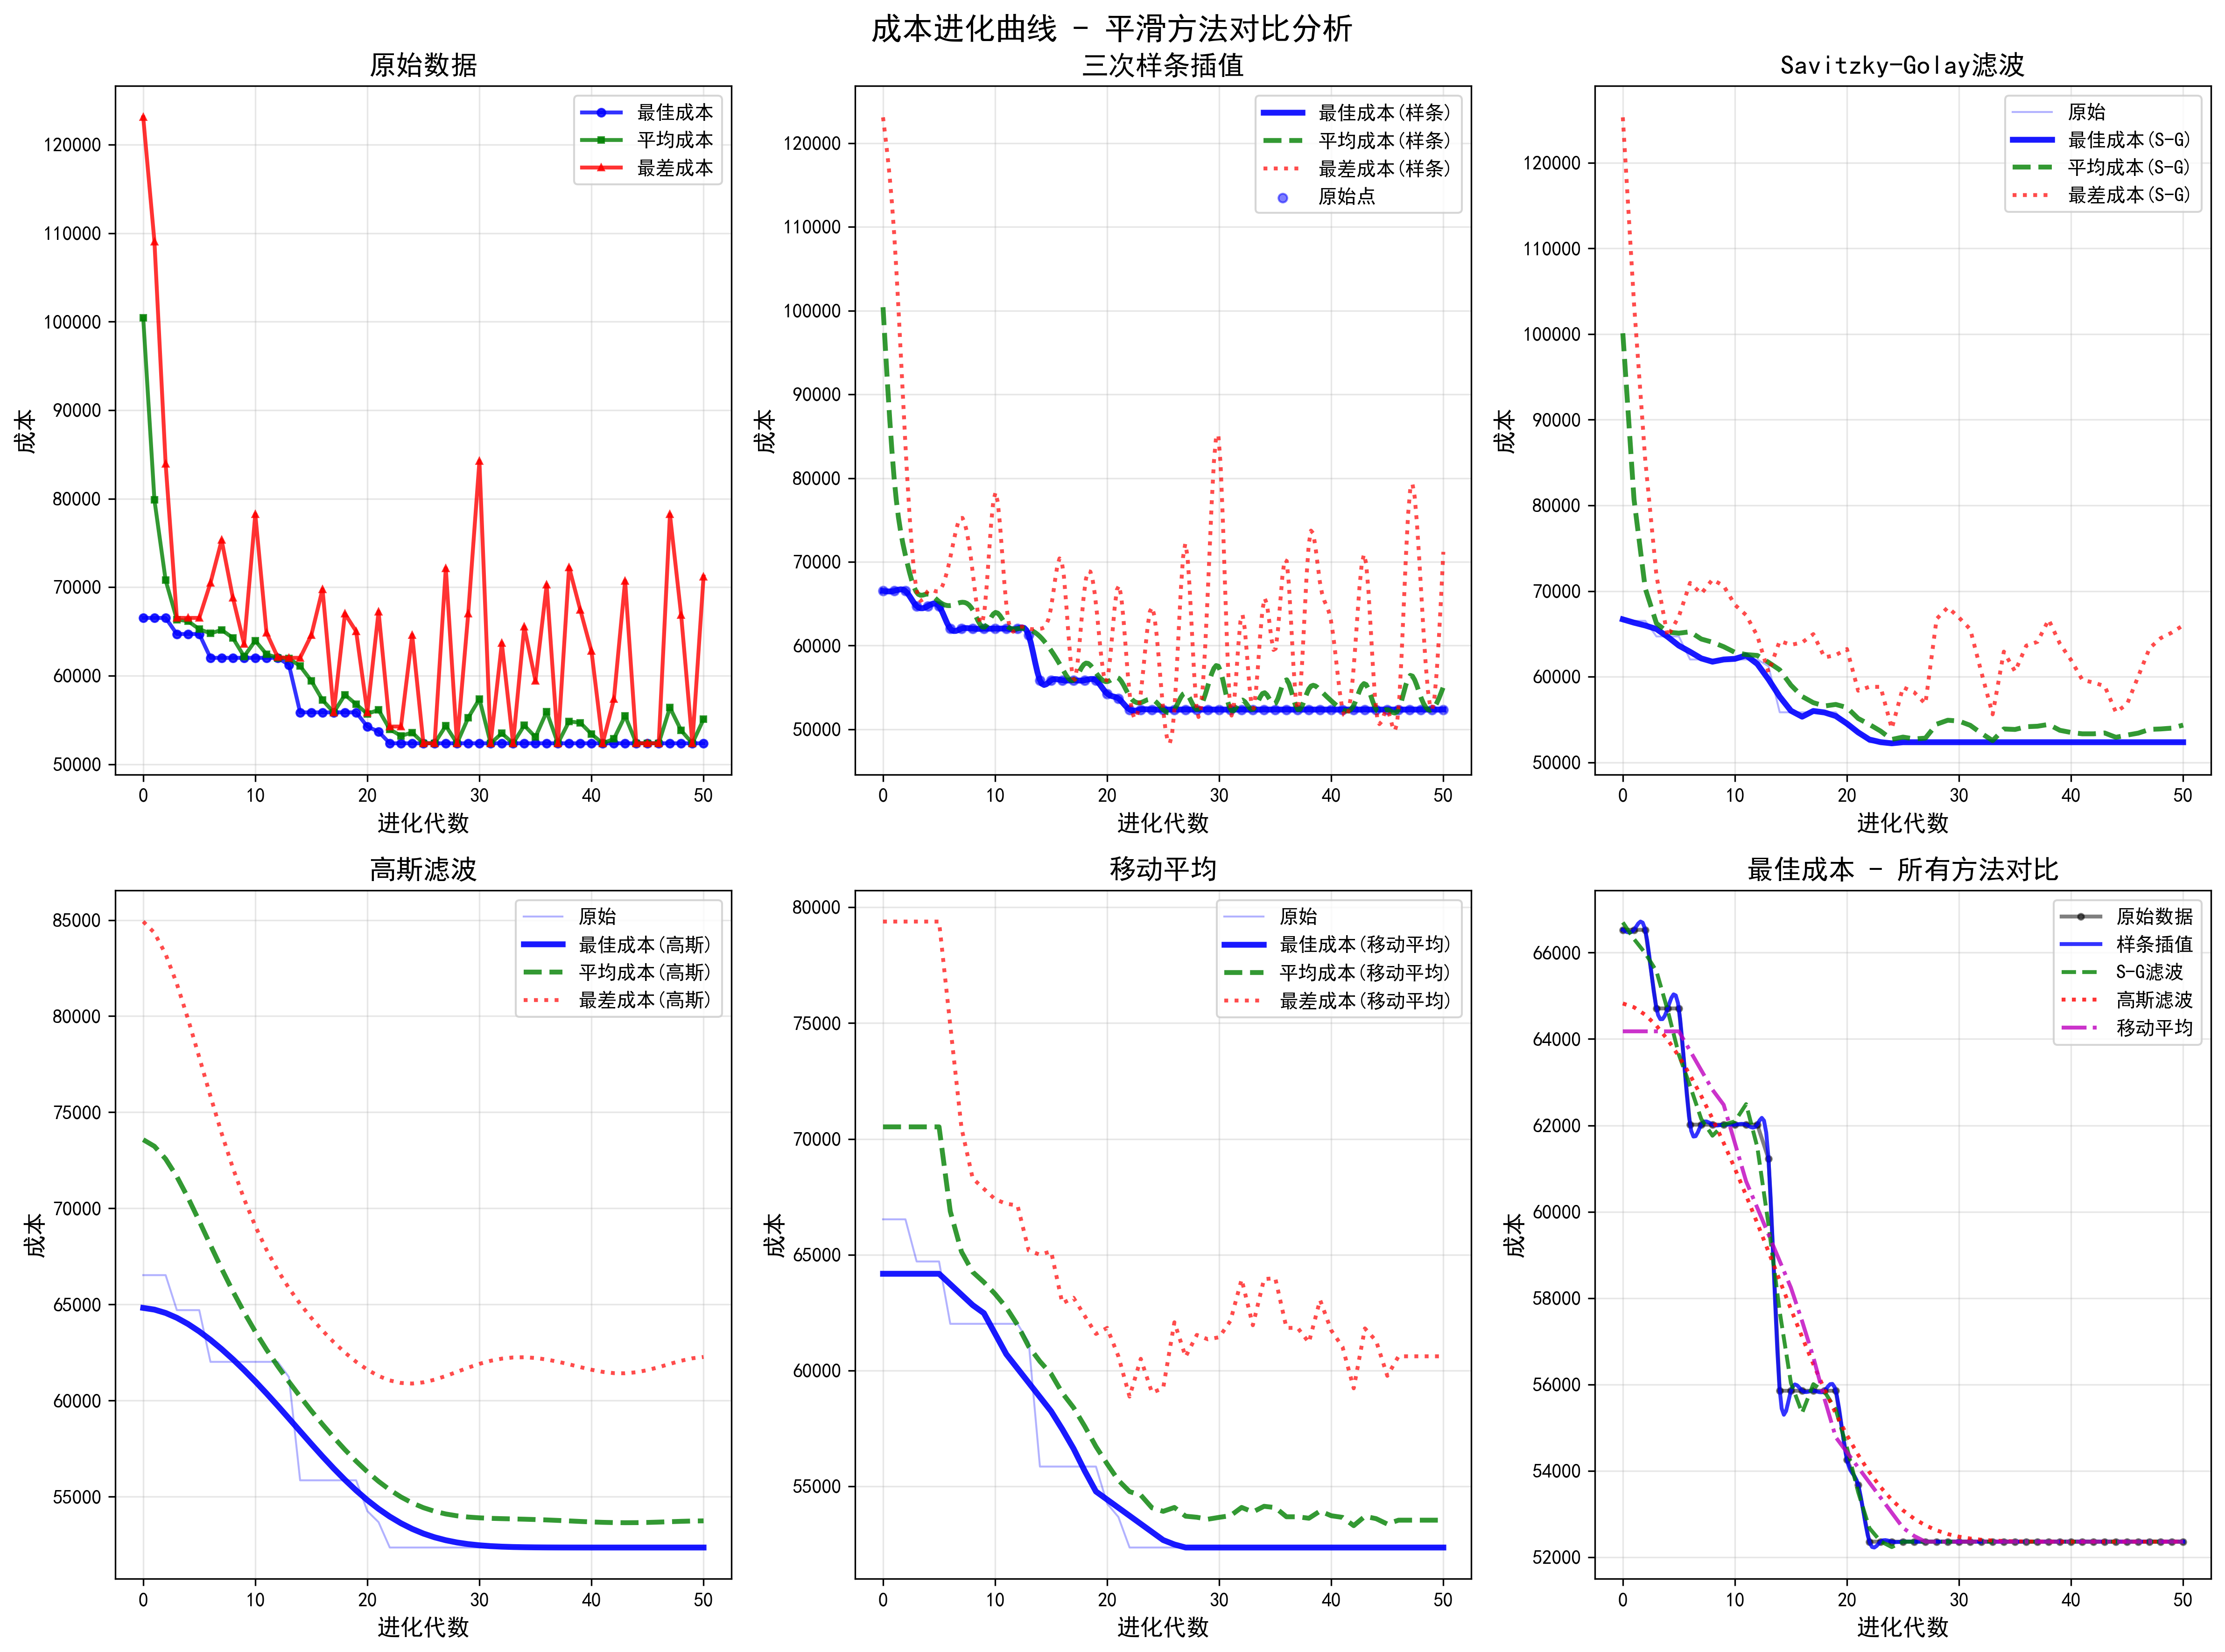 成本进化曲线 - 平滑方法对比分析
原始数据
最佳成本
平均成本
最差成本
成本
120000
110000
100000
90000
80000
70000
60000
50000
0 10 20 30 40 50
进化代数
三次样条插值
最佳成本(样条)
平均成本(样条)
最差成本(样条)
原始点
成本
120000
110000
100000
90000
80000
70000
60000
50000
0 10 20 30 40 50
进化代数
Savitzky-Golay滤波
原始
最佳成本(S-G)
平均成本(S-G)
最差成本(S-G)
成本
120000
110000
100000
90000
80000
70000
60000
50000
0 10 20 30 40 50
进化代数
高斯滤波
原始
最佳成本(高斯)
平均成本(高斯)
最差成本(高斯)
成本
85000
80000
75000
70000
65000
60000
55000
0 10 20 30 40 50
进化代数
移动平均
原始
最佳成本(移动平均)
平均成本(移动平均)
最差成本(移动平均)
成本
80000
75000
70000
65000
60000
55000
0 10 20 30 40 50
进化代数
最佳成本 - 所有方法对比
原始数据
样条插值
S-G滤波
高斯滤波
移动平均
成本
66000
64000
62000
60000
58000
56000
54000
52000
0 10 20 30 40 50
进化代数